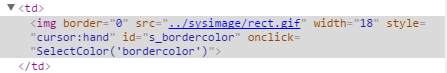 ▼<td>
<img border="0" src="../sysimage/rect.gif" width="18" style=
"cursor:hand" id="s_bordercolor" onclick=
"SelectColor('bordercolor')">
</td>